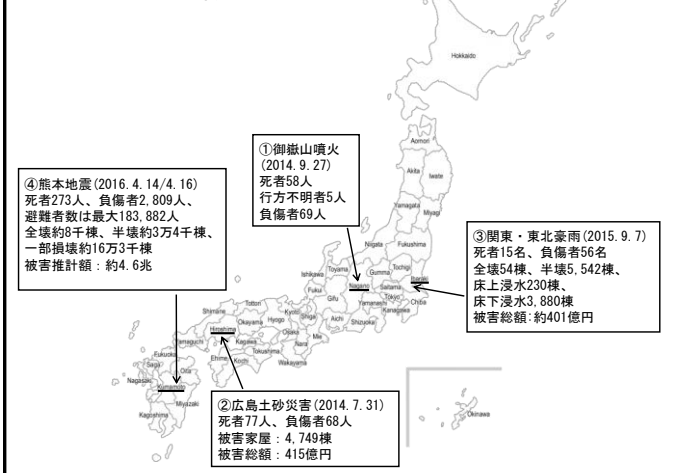 Hokkaido
Aomori
Akita
Iwate
Yamagata
Miyagi
①御嶽山噴火
(2014.9.27)
死者58人
行方不明者5人
負傷者69人
④熊本地震(2016.4.14/4.16)
死者273人、負傷者2,809人、
避難者数は最大183,882人
全壊約8千棟、半壊約3万4千棟、
一部損壊約16万3千棟
被害推計額：約4.6兆
③関東・東北豪雨(2015.9.7)
死者15名、負傷者56名
全壊54棟、半壊5,542棟、
床上浸水230棟、
床下浸水3,880棟
被害総額:約401億円
Niigata
Fukushima
Ishikawa
Toyama
Tochigi
Gumma
Ibaraki
Nagano
Saitama
Fuku
Gifu
Tokyo
Yamanashi
Chiba
Kanagawa
Shizuoka
Aichi
Tottori
Shimane
Kyoto
Shiga
Okayama
Hyogo
Hiroshima
Osaka
Mie
Yamaguchi
Kagawa
Nara
Tokushima
Wakayama
Ehime
Kochi
Fukuoka
Saga
Oita
Nagasaki
Kumamoto
Miyazaki
Kagoshima
Okinawa
②広島土砂災害(2014.7.31)
死者77人、負傷者68人
被害家屋：4,749棟
被害総額：415億円